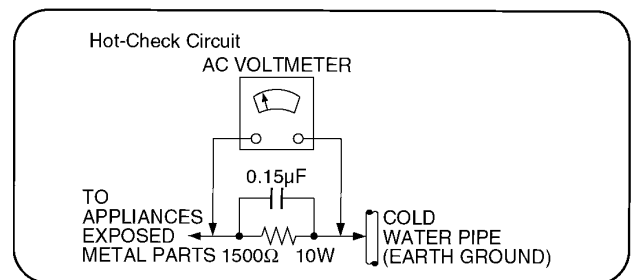 Hot-Check Circuit
AC VOLTMETER
0.15µF
TO
APPLIANCES
EXPOSED
METAL PARTS
1500Ω 10W
COLD
WATER PIPE
(EARTH GROUND)